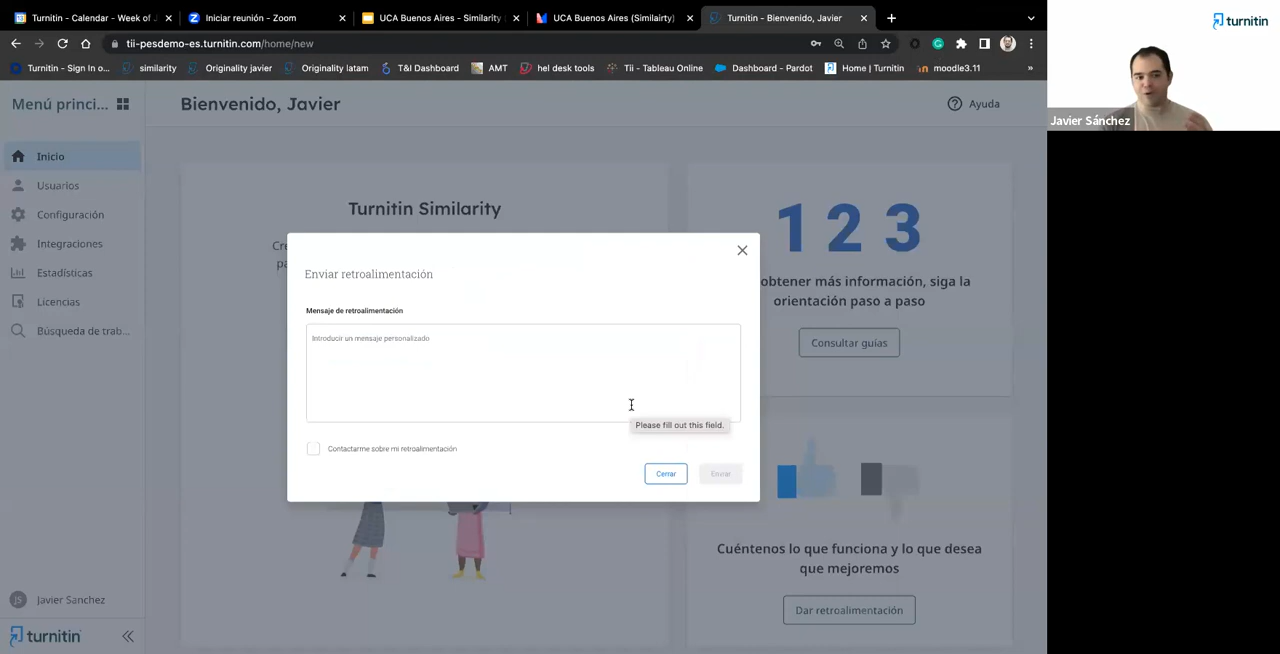 Turnitin - Calendar - Week of J
Iniciar reunión - Zoom
UCA Buenos Aires - Similarity
UCA Buenos Aires (Similairty)
Turnitin - Bienvenido, Javier
tii-pesdemo-es.turnitin.com/home/new
Turnitin - Sign In o...
similarity
Originality javier
Originality latam
T&I Dashboard
AMT
hel desk tools
Tii - Tableau Online
Dashboard - Pardot
Home | Turnitin
moodle3.11
»
turnitin
Javier Sánchez
Menú princi...
Bienvenido, Javier
Ayuda
Inicio
Usuarios
Configuración
Integraciones
Estadísticas
Licencias
Búsqueda de trab...
Turnitin Similarity
Cre
pa
1 2 3
obtener más información, siga la
orientación paso a paso
Consultar guías
Enviar retroalimentación
Mensaje de retroalimentación
Introducir un mensaje personalizado
Please fill out this field.
Contactarme sobre mi retroalimentación
Cerrar
Enviar
Cuéntenos lo que funciona y lo que desea
que mejoremos
Dar retroalimentación
JS
Javier Sanchez
turnitin